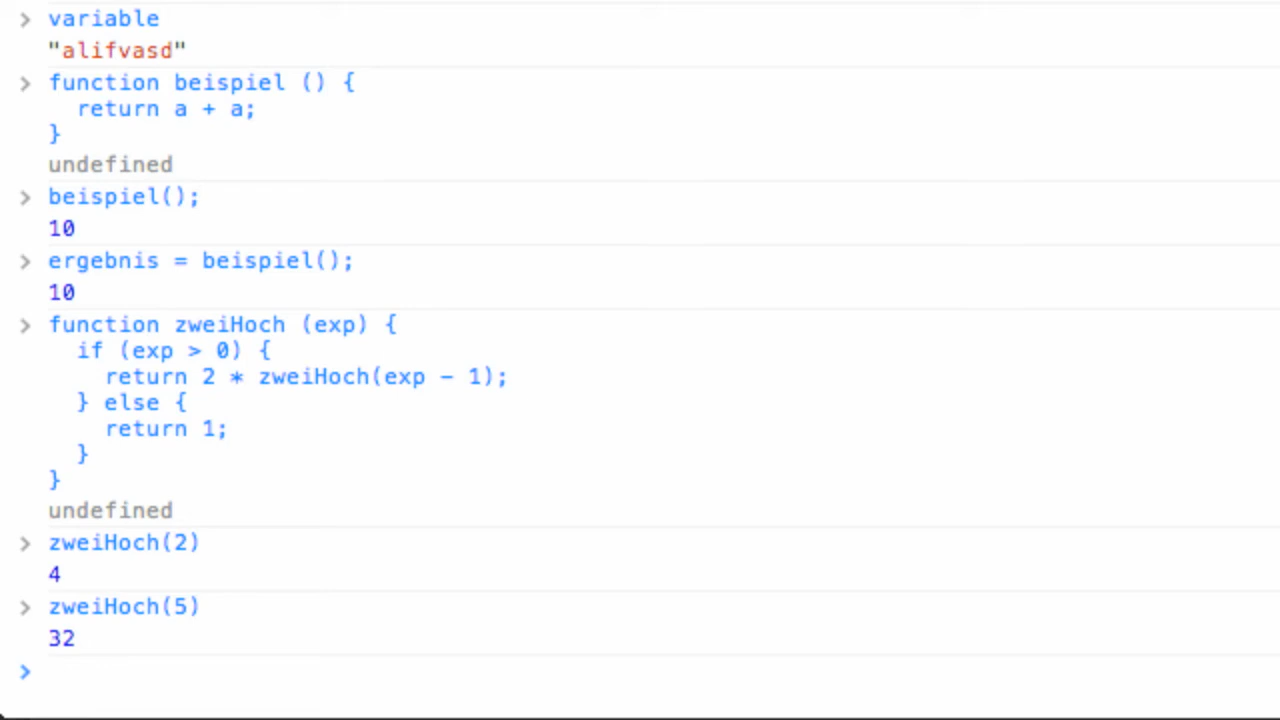 > variable
"alifvasd"
> function beispiel () {
return a + a;
}
undefined
> beispiel();
10
> ergebnis = beispiel();
10
> function zweiHoch (exp) {
if (exp > 0) {
return 2 * zweiHoch(exp - 1);
} else {
return 1;
}
}
undefined
> zweiHoch(2)
4
> zweiHoch(5)
32
>